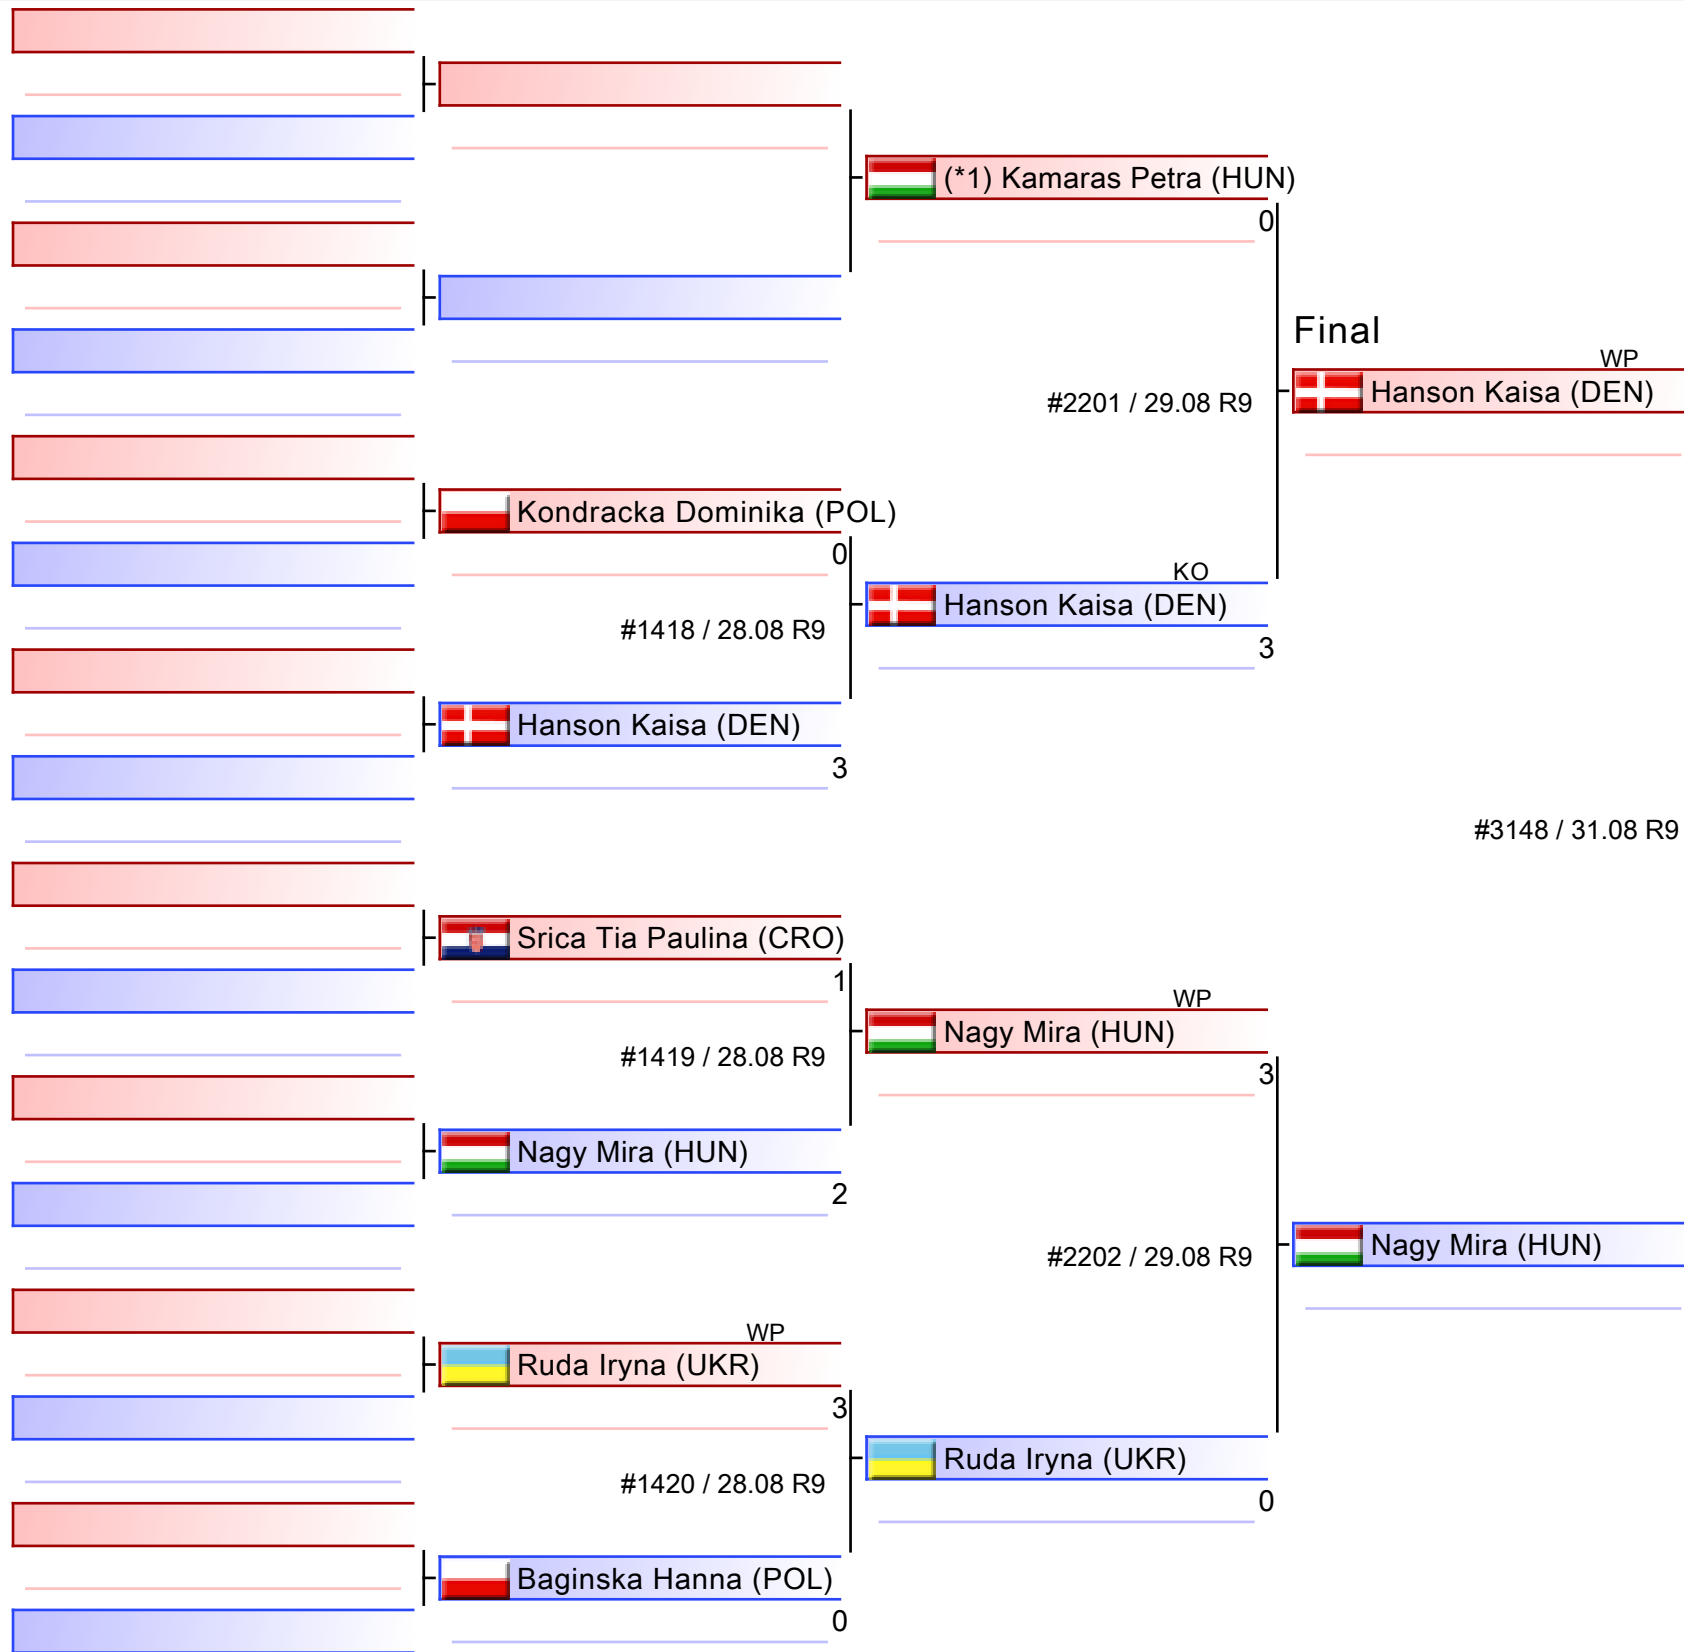 (*1) Kamaras Petra (HUN)
0
Final
WP
#2201 / 29.08 R9
Hanson Kaisa (DEN)
Kondracka Dominika (POL)
0
KO
Hanson Kaisa (DEN)
#1418 / 28.08 R9
3
Hanson Kaisa (DEN)
3
#3148 / 31.08 R9
Srica Tia Paulina (CRO)
1
WP
Nagy Mira (HUN)
#1419 / 28.08 R9
3
Nagy Mira (HUN)
2
#2202 / 29.08 R9
Nagy Mira (HUN)
WP
Ruda Iryna (UKR)
3
Ruda Iryna (UKR)
#1420 / 28.08 R9
0
Baginska Hanna (POL)
0